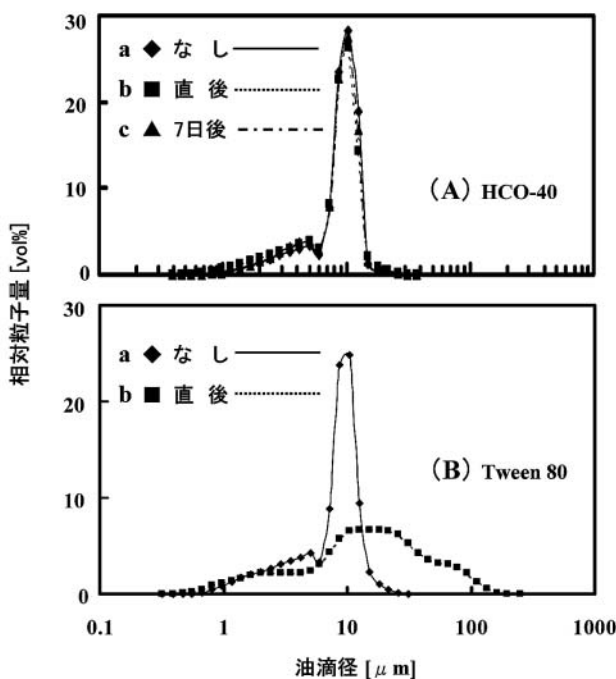 30
a ◆ なし
b ■ 直後
c ▲ 7日後
20
(A) HCO-40
10
0
相対粒子量 [vol%]
30
a ◆ なし
b ■ 直後
20
(B) Tween 80
10
0
0.1 1 10 100 1000
油滴径 [μm]